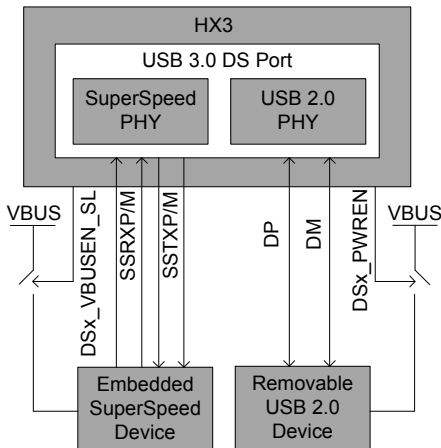 HX3
USB 3.0 DS Port
SuperSpeed
PHY
USB 2.0
PHY
VBUS
DSx_VBUSEN_SL
SSRXP/M
SSTXP/M
DP
DM
DSx_PWREN
VBUS
Embedded
SuperSpeed
Device
Removable
USB 2.0
Device